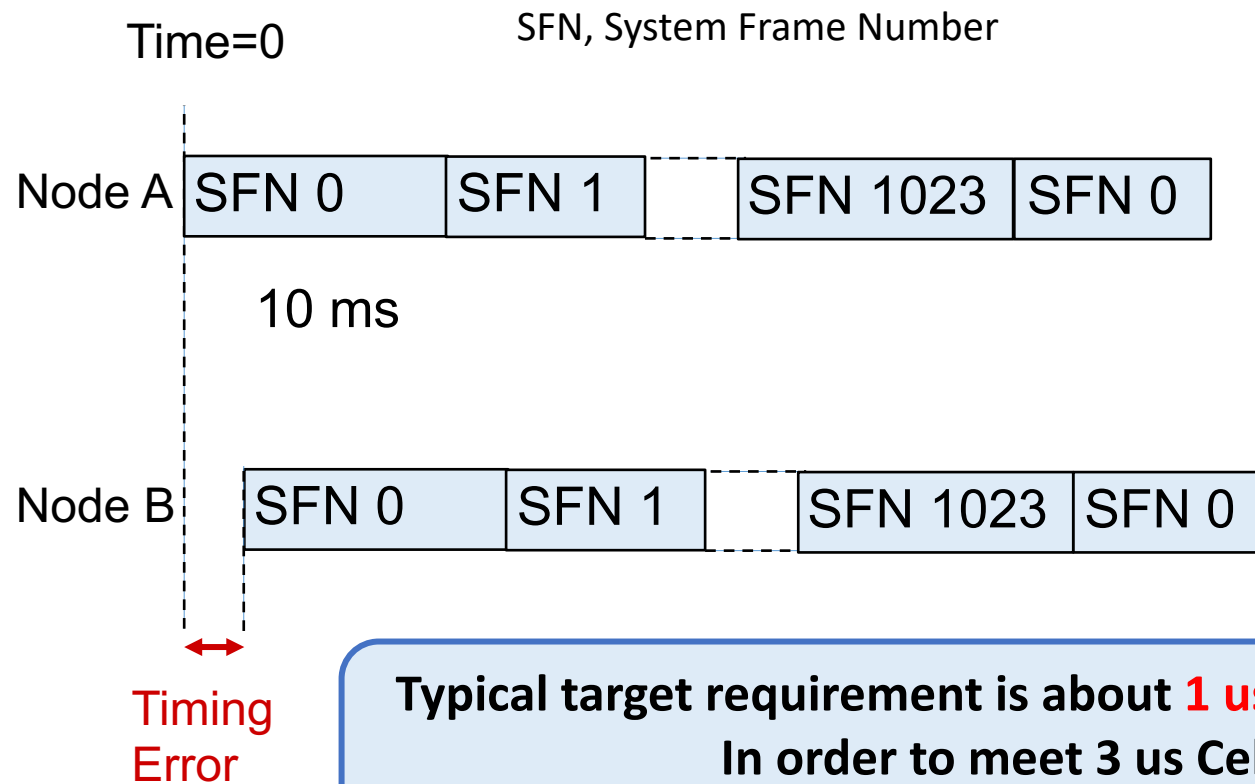 SFN, System Frame Number
Time=0
Node A SFN 0 SFN 1 SFN 1023 SFN 0
10 ms
Node B SFN 0 SFN 1 SFN 1023 SFN 0
Timing
Error
Typical target requirement is about 1 us
In order to meet 3 us Cel